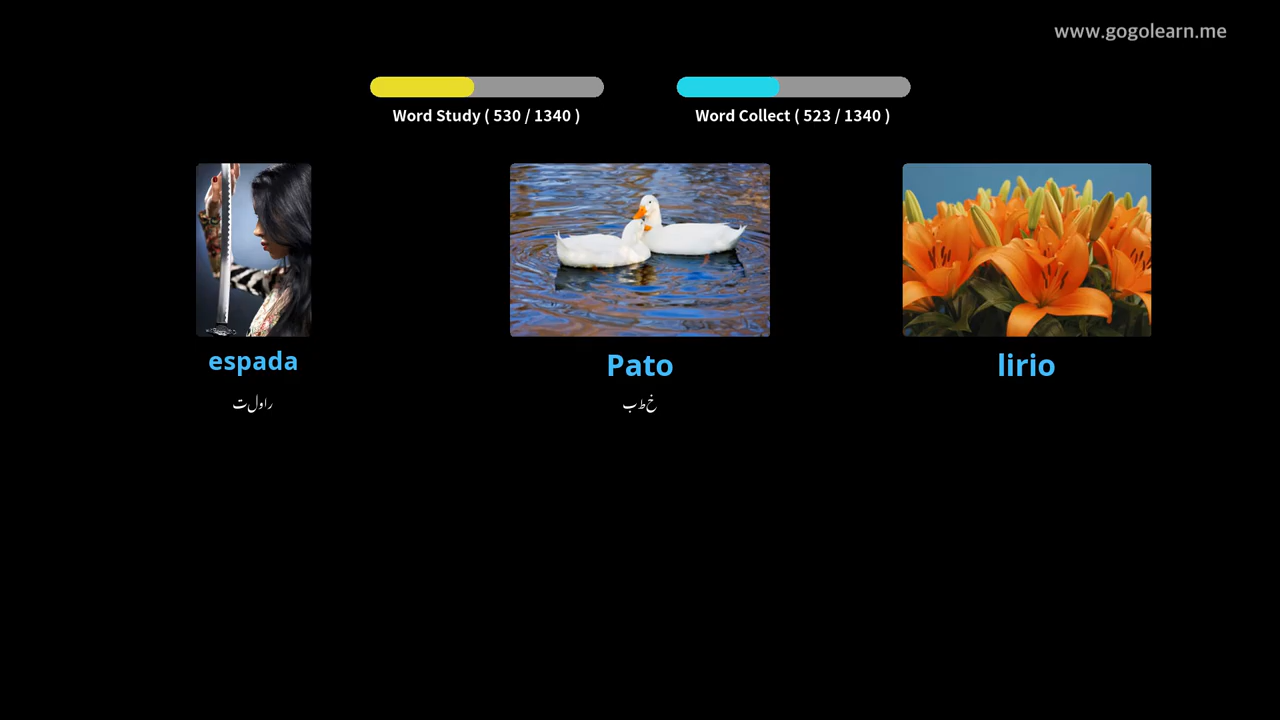 www.gogolearn.me
Word Study ( 530 / 1340 )
Word Collect ( 523 / 1340 )
espada
Pato
lirio
راولت
خطب